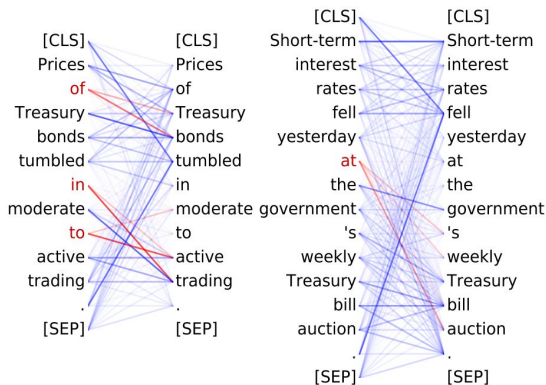 [CLS] [CLS]
Prices Prices
of of
Treasury Treasury
bonds bonds
tumbled tumbled
in in
moderate moderate
to to
active active
trading trading
. .
[SEP] [SEP]
[CLS] [CLS]
Short-term Short-term
interest interest
rates rates
fell fell
yesterday yesterday
at at
the the
government government
's 's
weekly weekly
Treasury Treasury
bill bill
auction auction
. .
[SEP] [SEP]